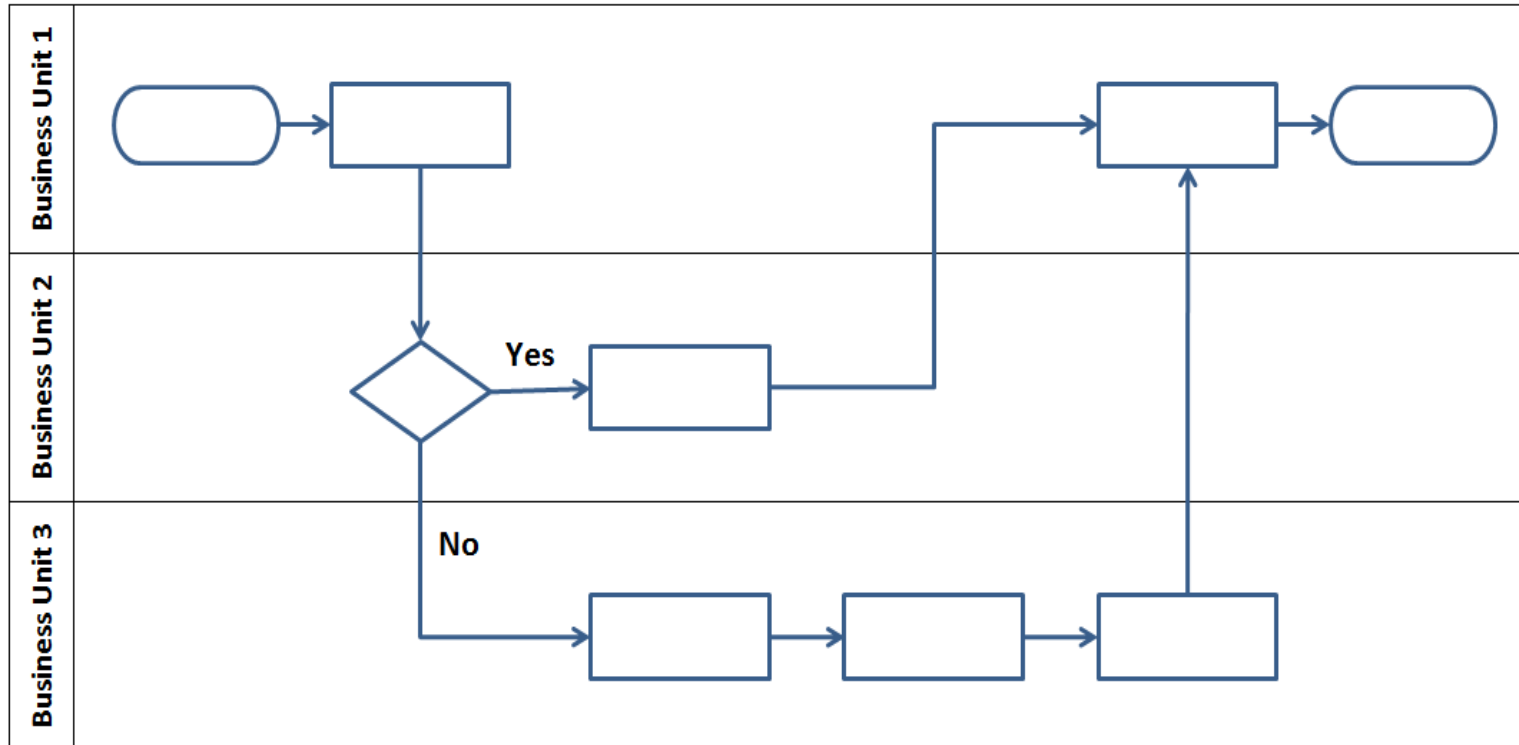 Business Unit 1
Business Unit 2
Yes
Business Unit 3
No